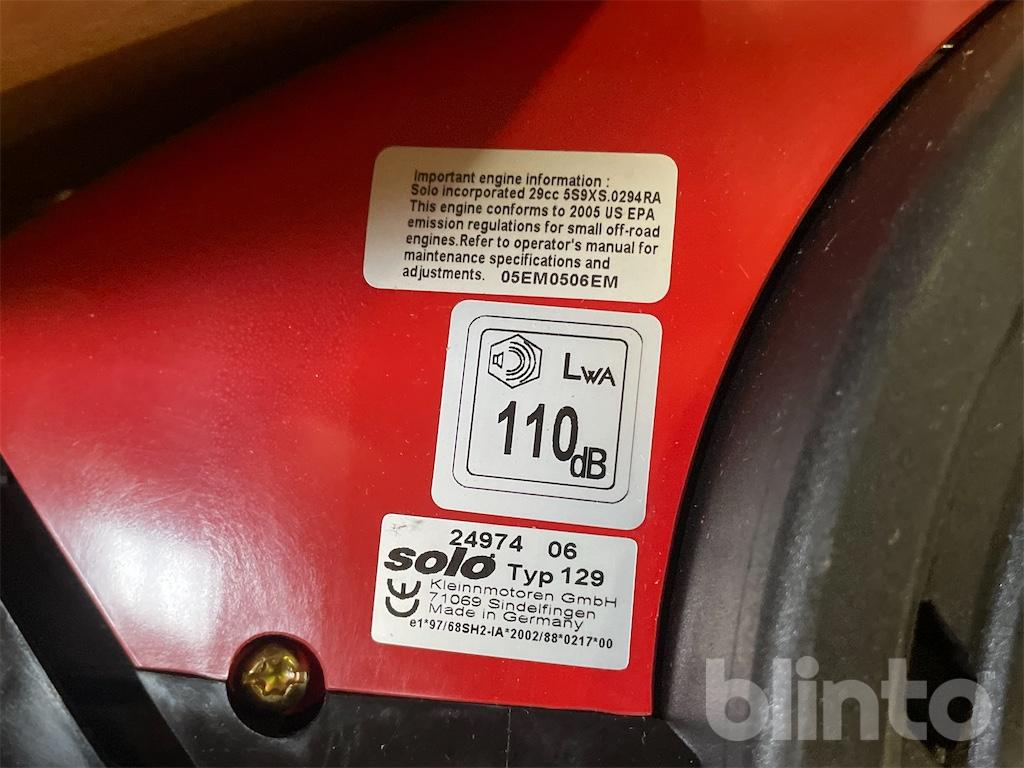 Important engine information :
Solo incorporated 29cc 5S9XS.0294RA
This engine conforms to 2005 US EPA
emission regulations for small off-road
engines.Refer to operator's manual for
maintenance specifications and
adjustments. 05EM0506EM
LWA
110dB
24974 06
solo Typ 129
CE Kleinnmotoren GmbH
71069 Sindelfingen
Made in Germany
e1*97/68SH2-IA*2002/88*0217*00
blinto